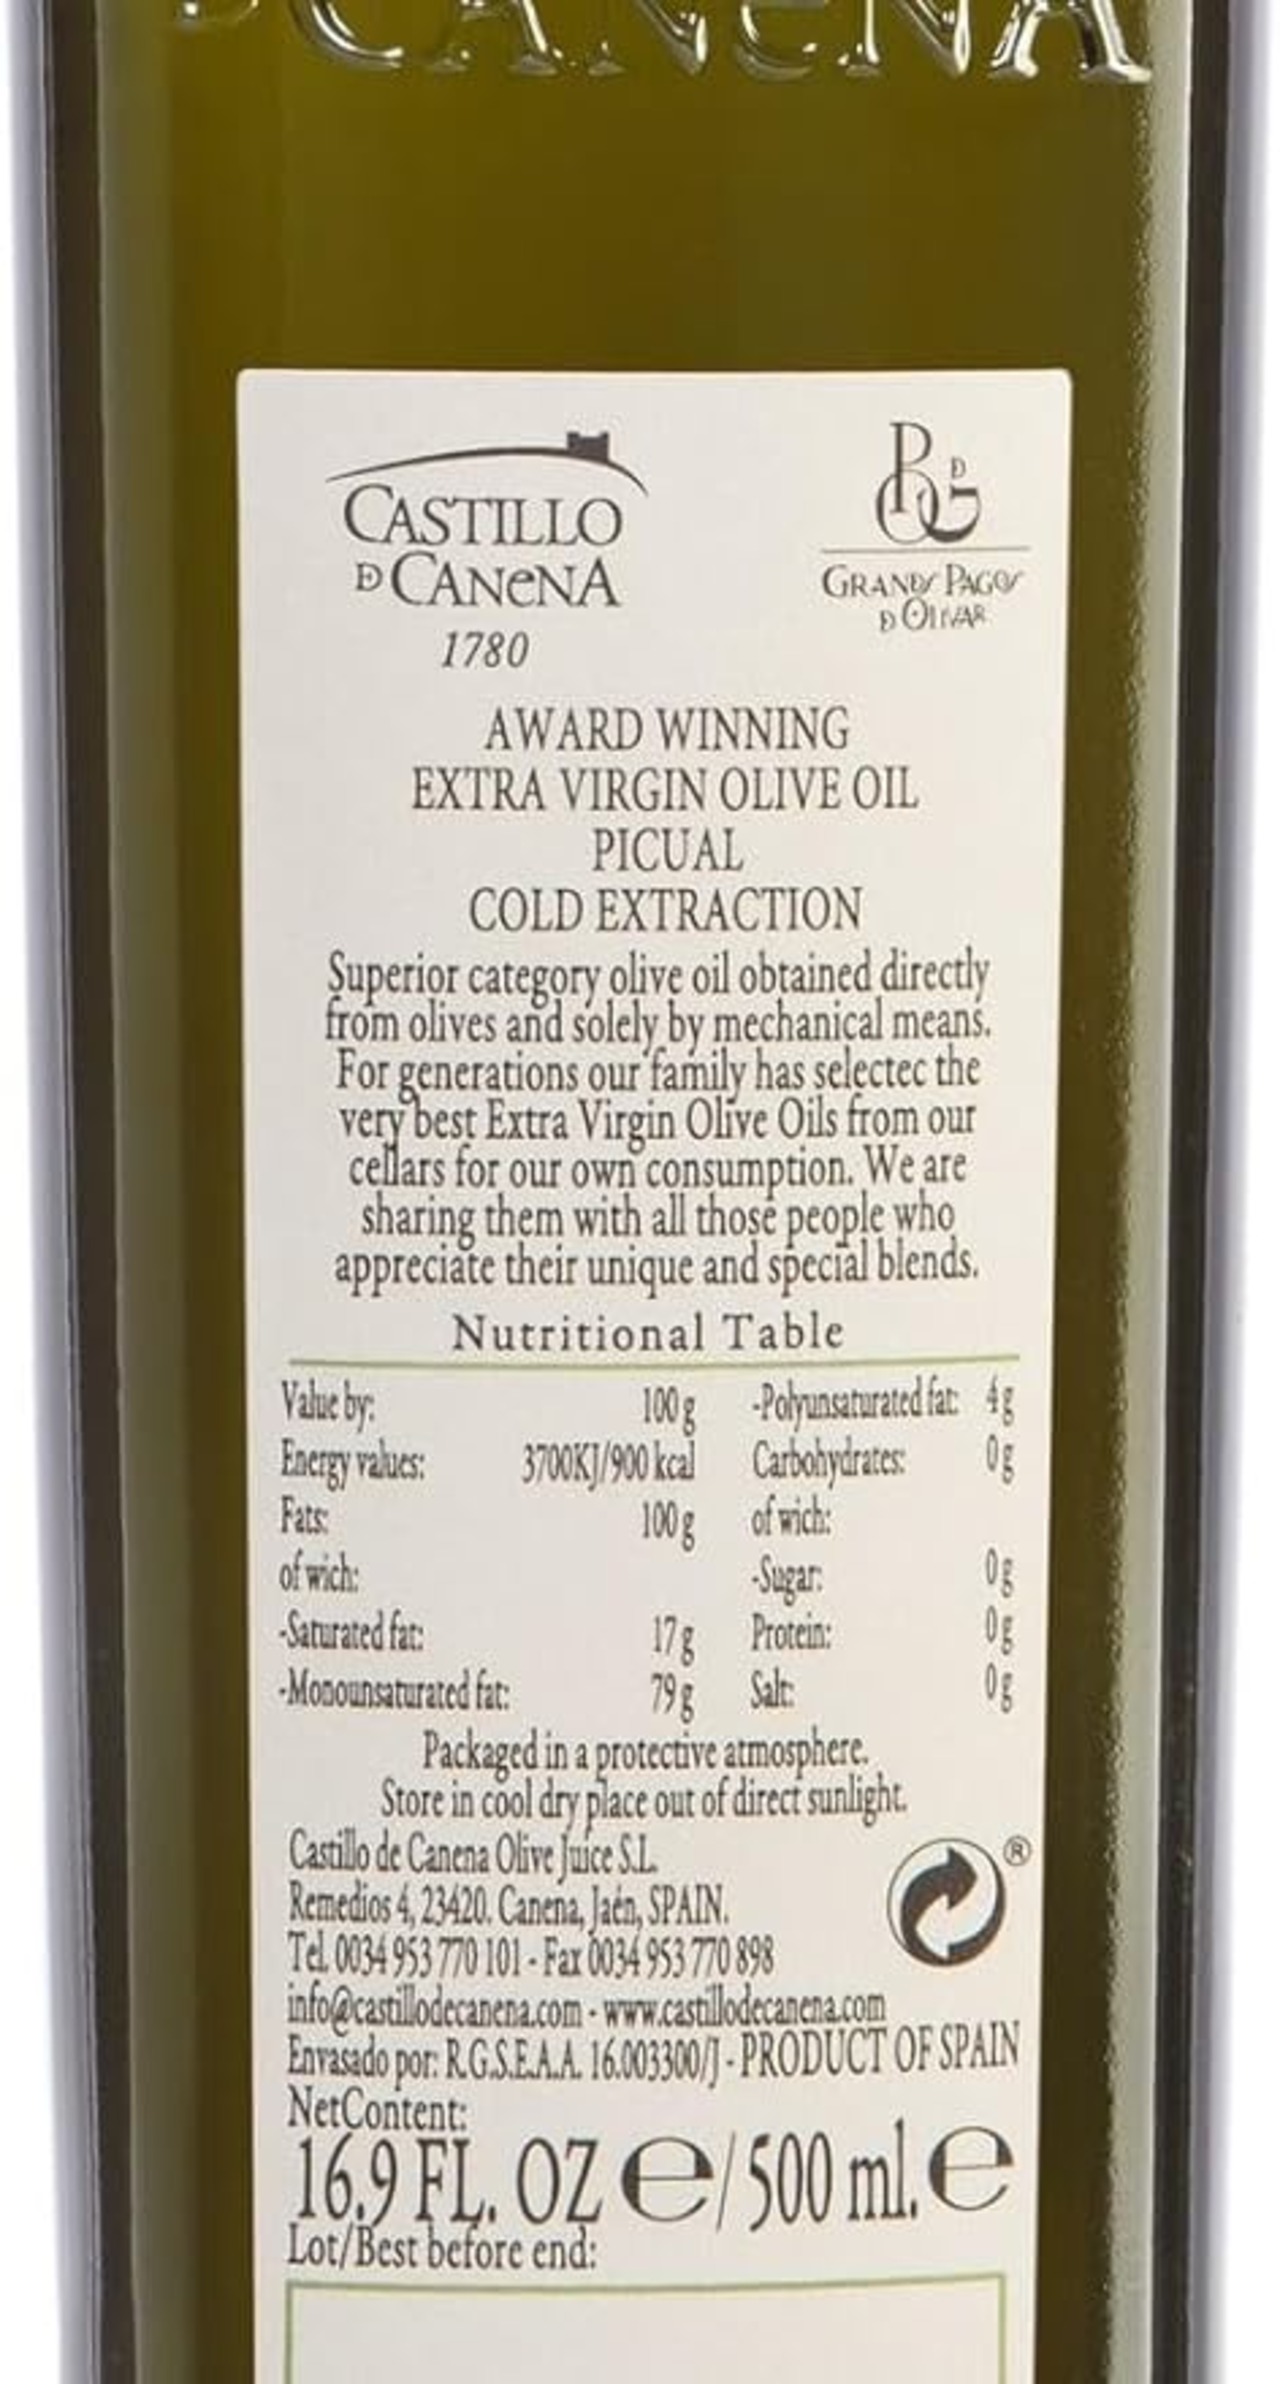 D CANeNA
CASTILLO
D CANeNA
1780
GRANDES PAGOS
D OLIVAR
AWARD WINNING
EXTRA VIRGIN OLIVE OIL
PICUAL
COLD EXTRACTION
Superior category olive oil obtained directly
from olives and solely by mechanical means.
For generations our family has selectec the
very best Extra Virgin Olive Oils from our
cellars for our own consumption. We are
sharing them with all those people who
appreciate their unique and special blends.
Nutritional Table
Value by: 100 g
Energy values: 3700KJ/900 kcal
Fats: 100 g
of wich:
-Saturated fat: 17 g
-Monounsaturated fat: 79 g
-Polyunsaturated fat: 4 g
Carbohydrates: 0 g
of wich:
-Sugar: 0 g
Protein: 0 g
Salt: 0 g
Packaged in a protective atmosphere.
Store in cool dry place out of direct sunlight.
Castillo de Canena Olive Juice S.L.
Remedios 4, 23420. Canena, Jaén, SPAIN.
Tel. 0034 953 770 101 - Fax 0034 953 770 898
info@castillodecanena.com - www.castillodecanena.com
Envasado por: R.G.S.E.A.A. 16.003300/J - PRODUCT OF SPAIN
NetContent:
16.9 FL. OZ e/500 ml. e
Lot/Best before end: